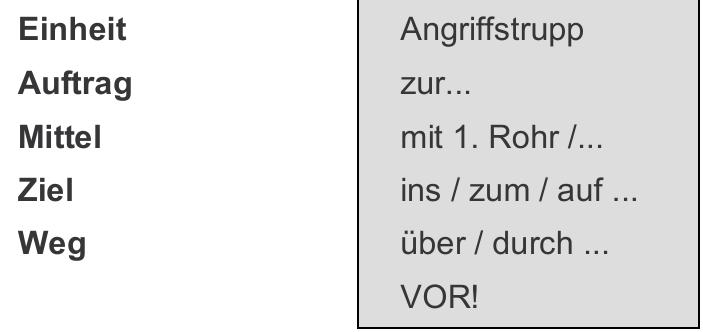 Einheit Angriffstrupp
Auftrag zur...
Mittel mit 1. Rohr /...
Ziel ins / zum / auf ...
Weg über / durch ...
VOR!